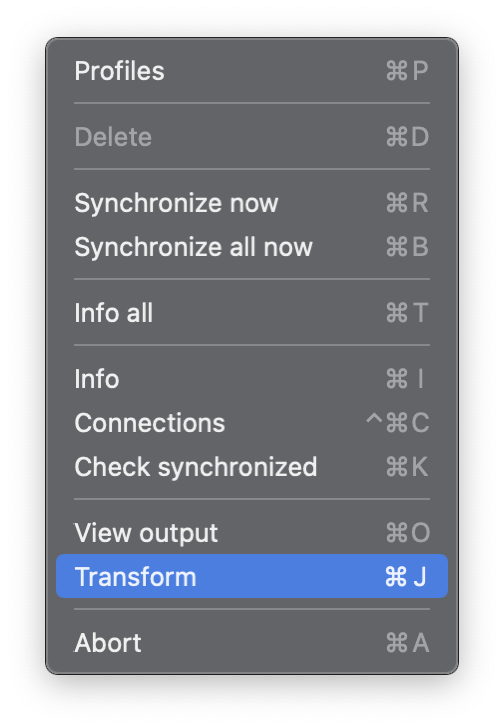 Profiles ⌘P
Delete ⌘D
Synchronize now ⌘R
Synchronize all now ⌘B
Info all ⌘T
Info ⌘I
Connections ^⌘C
Check synchronized ⌘K
View output ⌘O
Transform ⌘J
Abort ⌘A